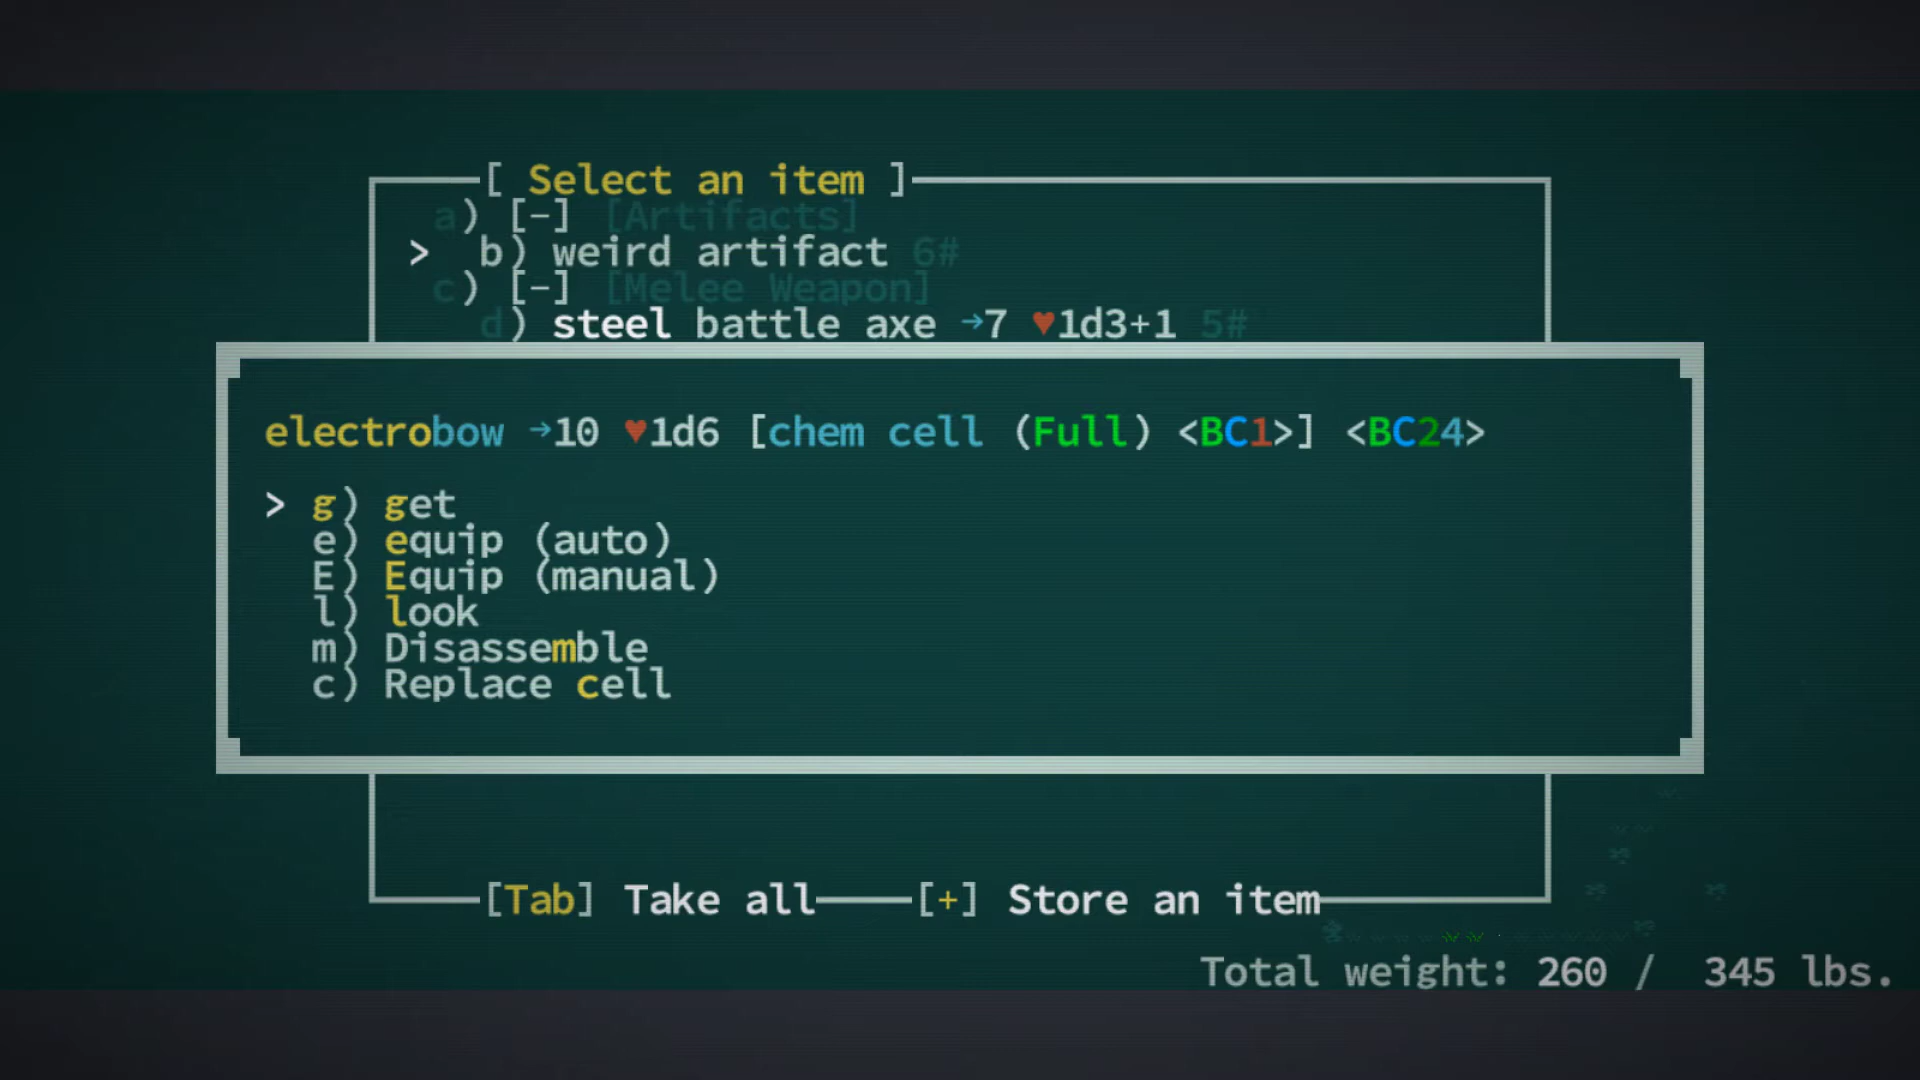 [ Select an item ]
a) [-] [Artifacts]
> b) weird artifact 6#
c) [-] [Melee Weapon]
d) steel battle axe →7 ♥1d3+1 5#
electrobow →10 ♥1d6 [chem cell (Full) <BC1>] <BC24>
> g) get
e) equip (auto)
E) Equip (manual)
l) look
m) Disassemble
c) Replace cell
[Tab] Take all [+] Store an item
Total weight: 260 / 345 lbs.